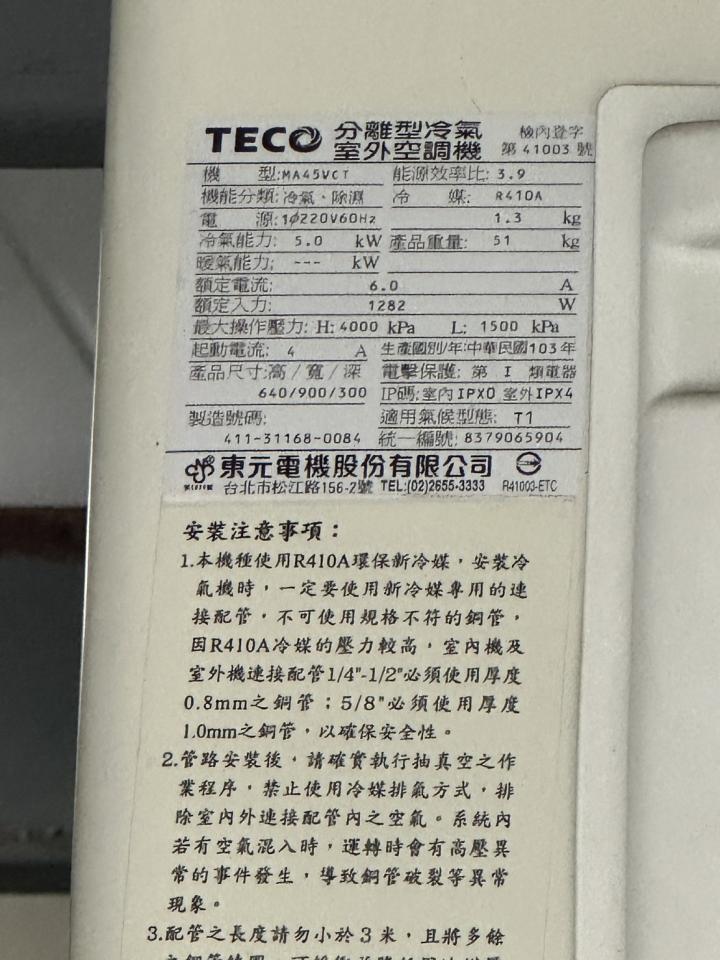 TECO 分離型冷氣 檢內登字
室外空調機 第 41003 號
機 型:MA45VCT 能源效率比: 3.9
機能分類:冷氣、除濕 冷 媒: R410A
電 源:1ø220V60Hz 1.3 kg
冷氣能力: 5.0 kW 產品重量: 51 kg
暖氣能力: --- kW
額定電流: 6.0 A
額定入力: 1282 W
最大操作壓力: H: 4000 kPa L: 1500 kPa
起動電流: 4 A 生產國別/年:中華民國103年
產品尺寸:高/寬/深 電擊保護: 第 I 類電器
640/900/300 IP碼:室內IPX0 室外IPX4
製造號碼: 適用氣候型態: T1
411-31168-0084 統一編號: 8379065904
東元電機股份有限公司
台北市松江路156-2號 TEL:(02)2655-3333 R41003-ETC
安裝注意事項：
1.本機種使用R410A環保新冷媒，安裝冷
氣機時，一定要使用新冷媒專用的連
接配管，不可使用規格不符的銅管，
因R410A冷媒的壓力較高，室內機及
室外機連接配管1/4"-1/2"必須使用厚度
0.8mm之銅管；5/8"必須使用厚度
1.0mm之銅管，以確保安全性。
2.管路安裝後，請確實執行抽真空之作
業程序，禁止使用冷媒排氣方式，排
除室內外連接配管內之空氣。系統內
若有空氣混入時，運轉時會有高壓異
常的事件發生，導致銅管破裂等異常
現象。
3.配管之長度請勿小於3米，且將多餘